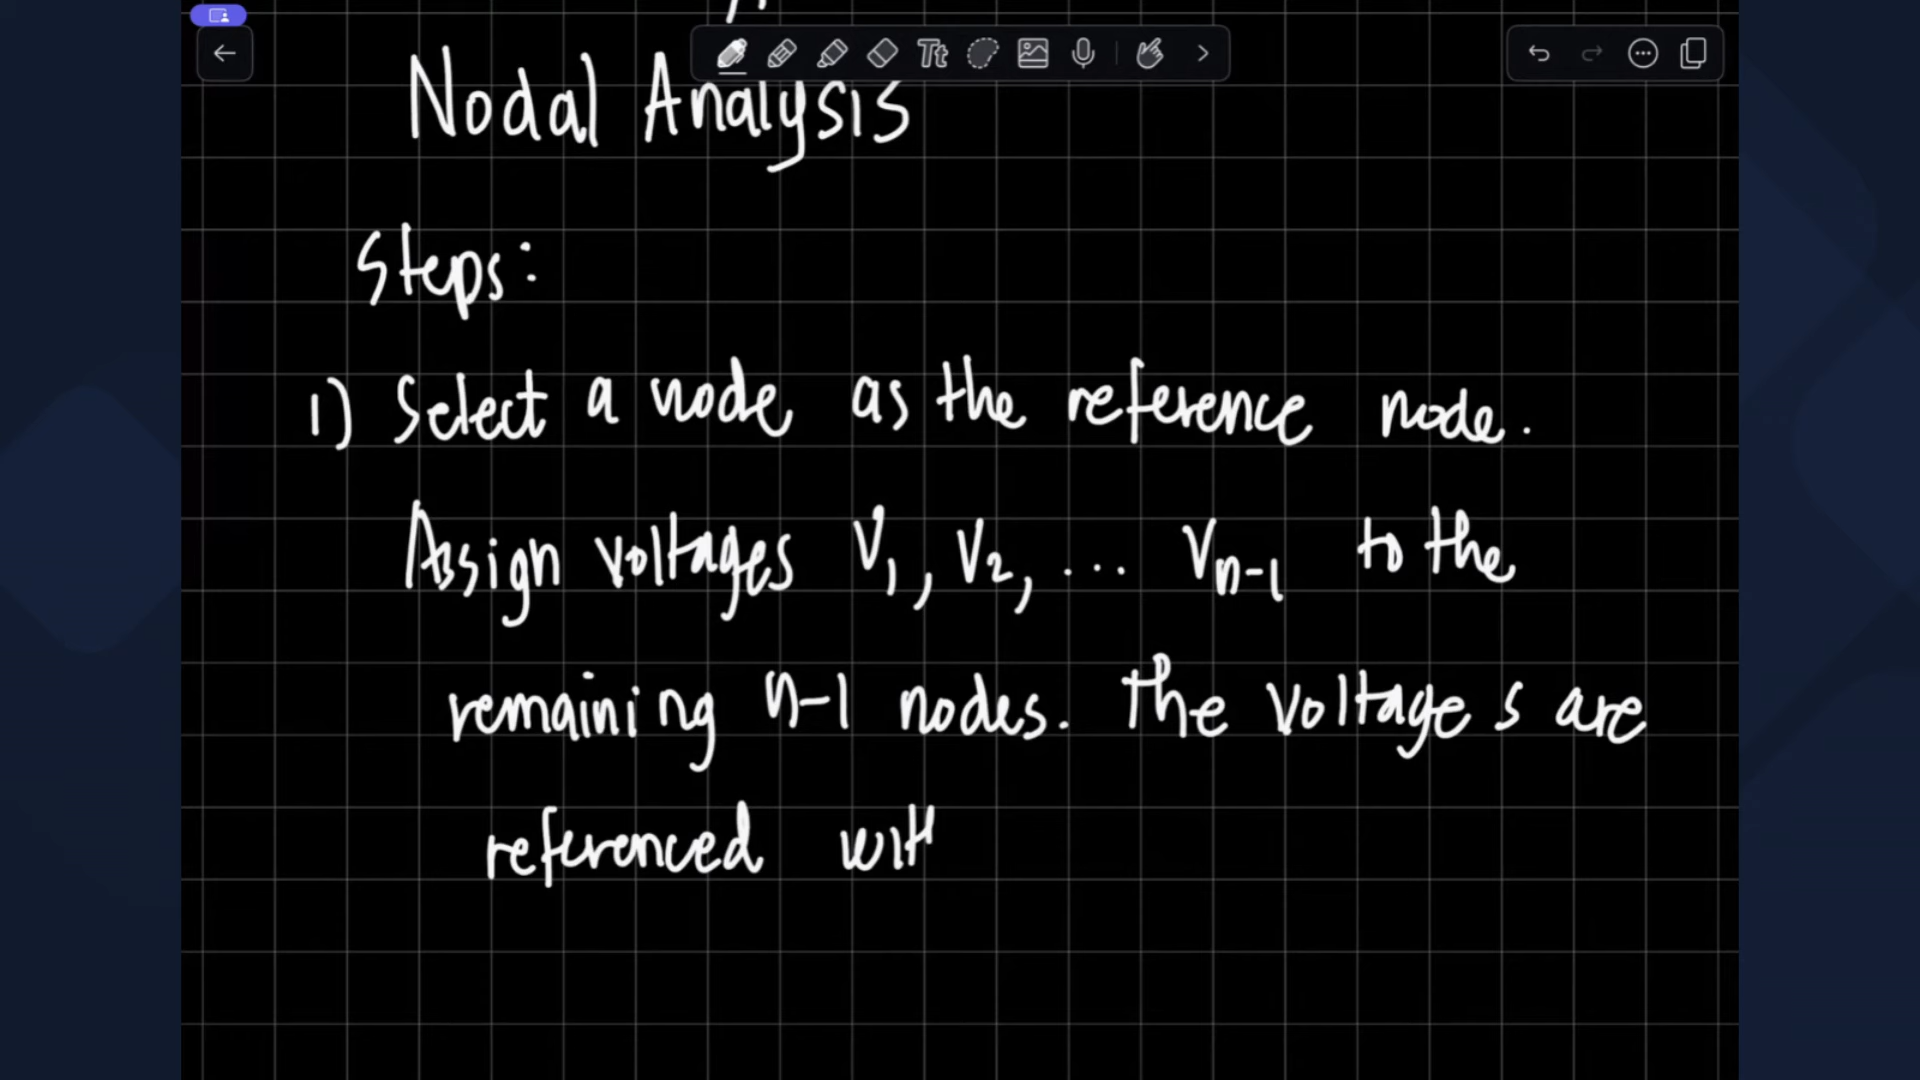 Nodal Analysis
Steps:
1) Select a node as the reference node.
Assign voltages V₁, V₂, ... Vₙ₋₁ to the
remaining n-1 nodes. The voltages are
referenced wit